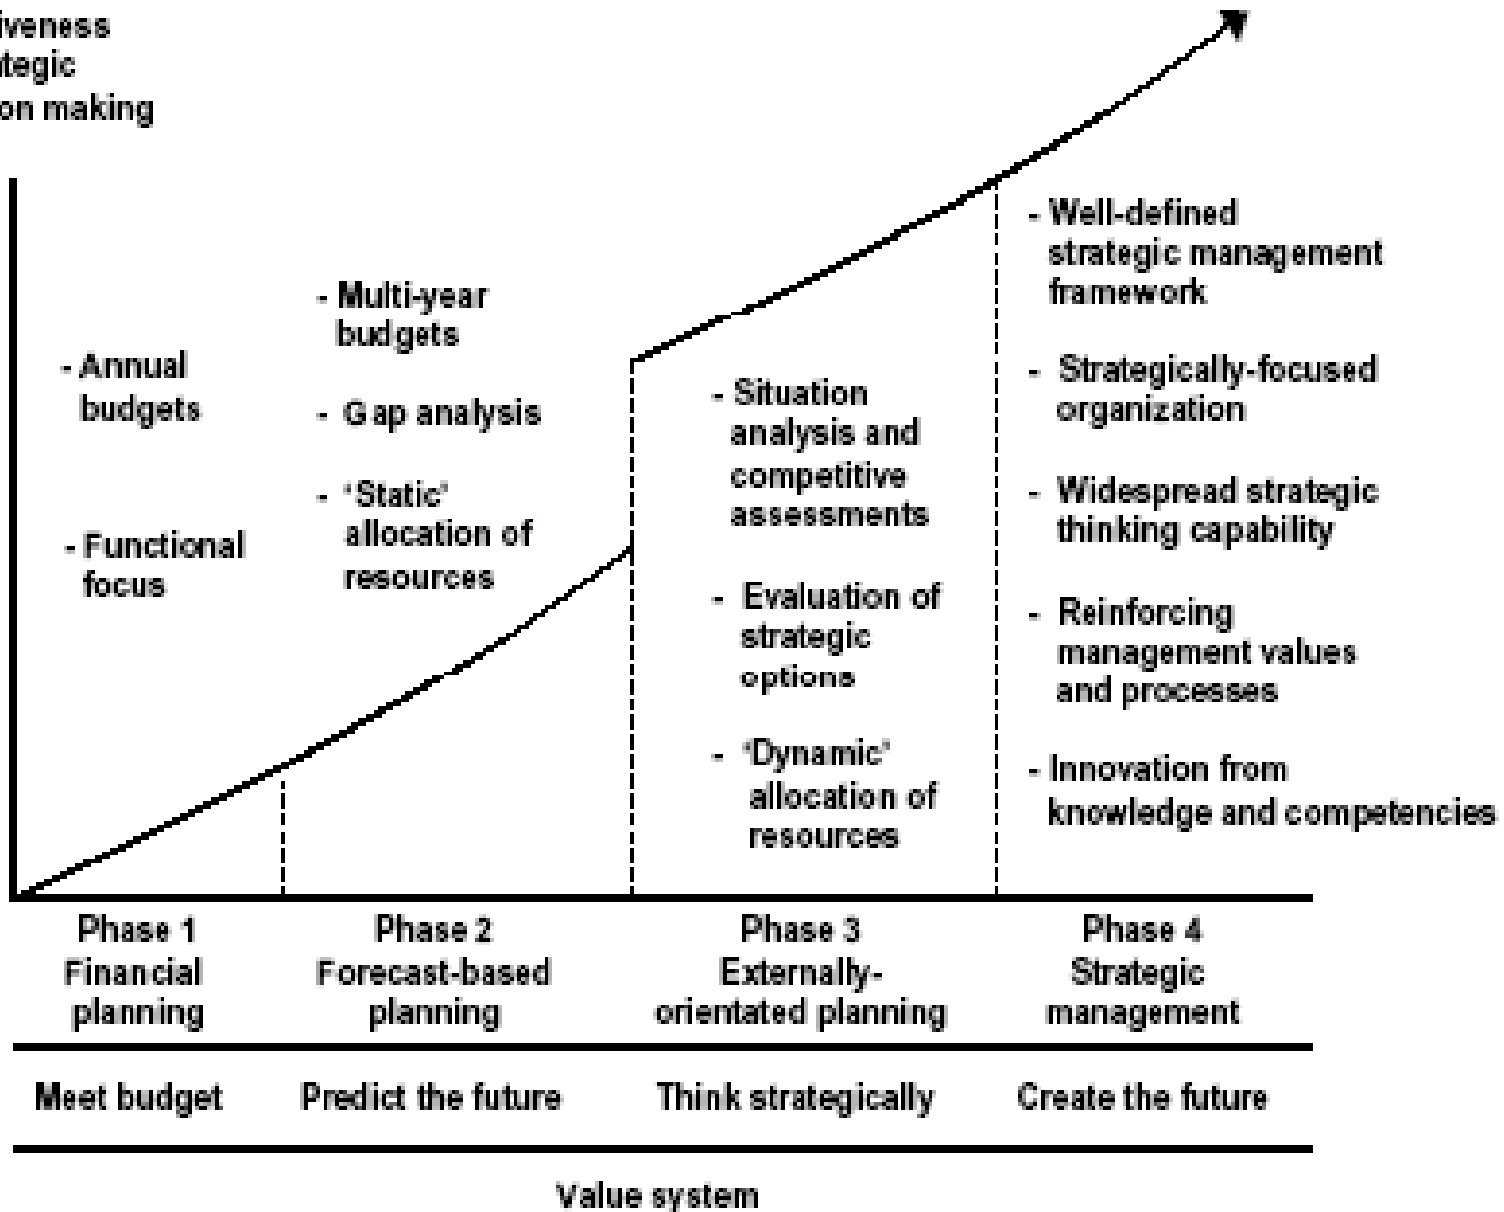 iveness
tegic
on making
- Annual
budgets
- Functional
focus
- Multi-year
budgets
- Gap analysis
- ‘Static’
allocation of
resources
- Situation
analysis and
competitive
assessments
- Evaluation of
strategic
options
- ‘Dynamic’
allocation of
resources
- Well-defined
strategic management
framework
- Strategically-focused
organization
- Widespread strategic
thinking capability
- Reinforcing
management values
and processes
- Innovation from
knowledge and competencies
Phase 1
Financial
planning
Phase 2
Forecast-based
planning
Phase 3
Externally-
orientated planning
Phase 4
Strategic
management
Meet budget
Predict the future
Think strategically
Create the future
Value system